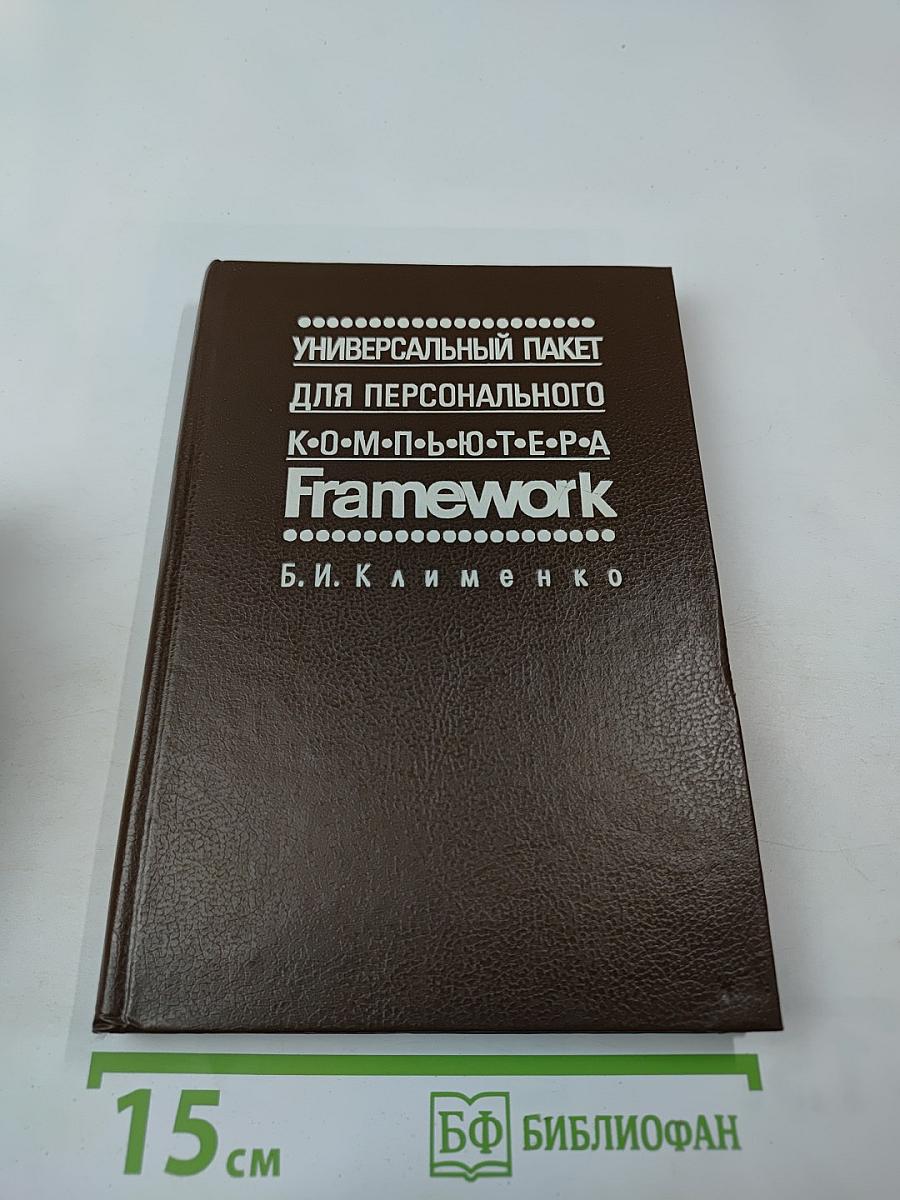 УНИВЕРСАЛЬНЫЙ ПАКЕТ
ДЛЯ ПЕРСОНАЛЬНОГО
К•О•М•П•Ь•Ю•Т•Е•Р•А
Framework
Б. И. Клименко
15 см
БФ БИБЛИОФАН